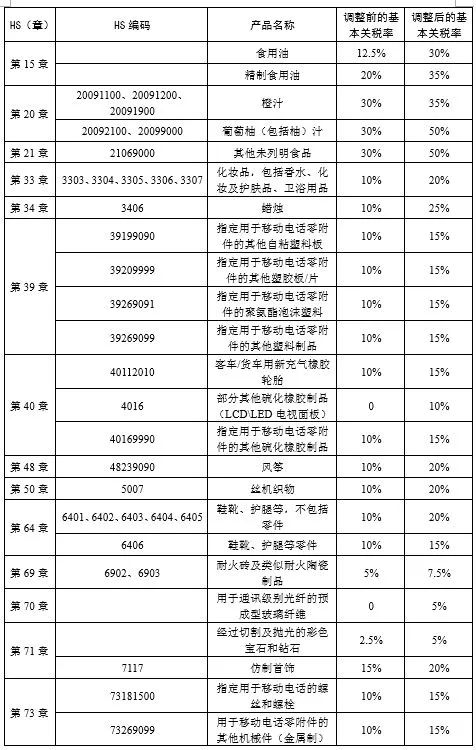 HS（章） HS 编码 产品名称 调整前的基 调整后的基
本关税率 本关税率
第 15 章 食用油 12.5% 30%
精制食用油 20% 35%
第 20 章 20091100、20091200、 橙汁 30% 35%
20091900
20092100、20099000 葡萄柚（包括柚）汁 30% 50%
第 21 章 21069000 其他未列明食品 30% 50%
第 33 章 3303、3304、3305、3306、3307 化妆品，包括香水、化 10% 20%
妆及护肤品、卫浴用品
第 34 章 3406 蜡烛 10% 25%
第 39 章 39199090 指定用于移动电话零附 10% 15%
件的其他自粘塑料板
39209999 指定用于移动电话零附 10% 15%
件的其他塑胶板/片
39269091 指定用于移动电话零附 10% 15%
件的聚氨酯泡沫塑料
39269099 指定用于移动电话零附 10% 15%
件的其他塑料制品
第 40 章 40112010 客车/货车用新充气橡胶 10% 15%
轮胎
4016 部分其他硫化橡胶制品 0 10%
（LCD\LED 电视面板）
40169990 指定用于移动电话零附 10% 15%
件的其他硫化橡胶制品
第 48 章 48239090 风筝 10% 20%
第 50 章 5007 丝机织物 10% 20%
第 64 章 6401、6402、6403、6404、6405 鞋靴、护腿等，不包括 10% 20%
零件
6406 鞋靴、护腿等零件 10% 15%
第 69 章 6902、6903 耐火砖及类似耐火陶瓷 5% 7.5%
制品
第 70 章 用于通讯级别光纤的预 0 5%
成型玻璃纤维
第 71 章 经过切割及抛光的彩色 2.5% 5%
宝石和钻石
7117 仿制首饰 15% 20%
第 73 章 73181500 指定用于移动电话的螺 10% 15%
丝和螺栓
73269099 用于移动电话零附件的 10% 15%
其他机械件（金属制）